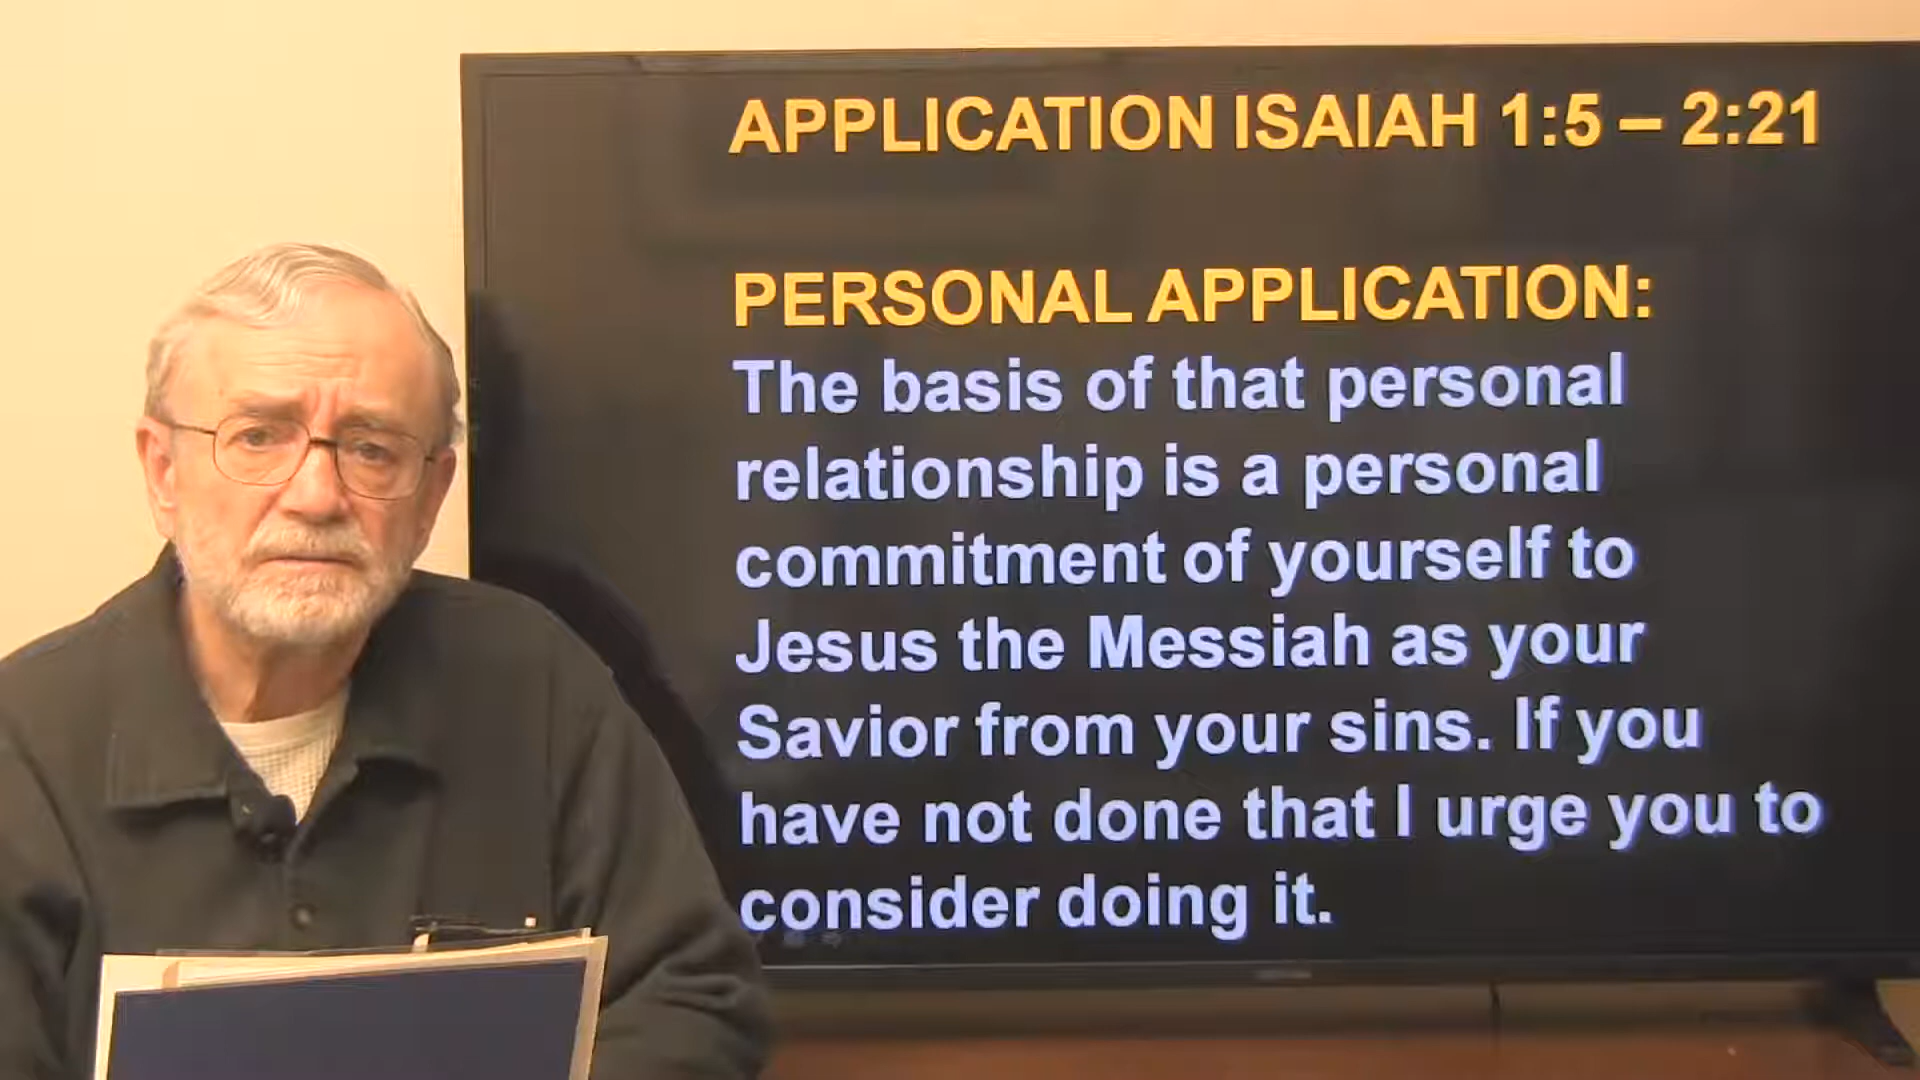 APPLICATION ISAIAH 1:5 – 2:21
PERSONAL APPLICATION:
The basis of that personal
relationship is a personal
commitment of yourself to
Jesus the Messiah as your
Savior from your sins. If you
have not done that I urge you to
consider doing it.